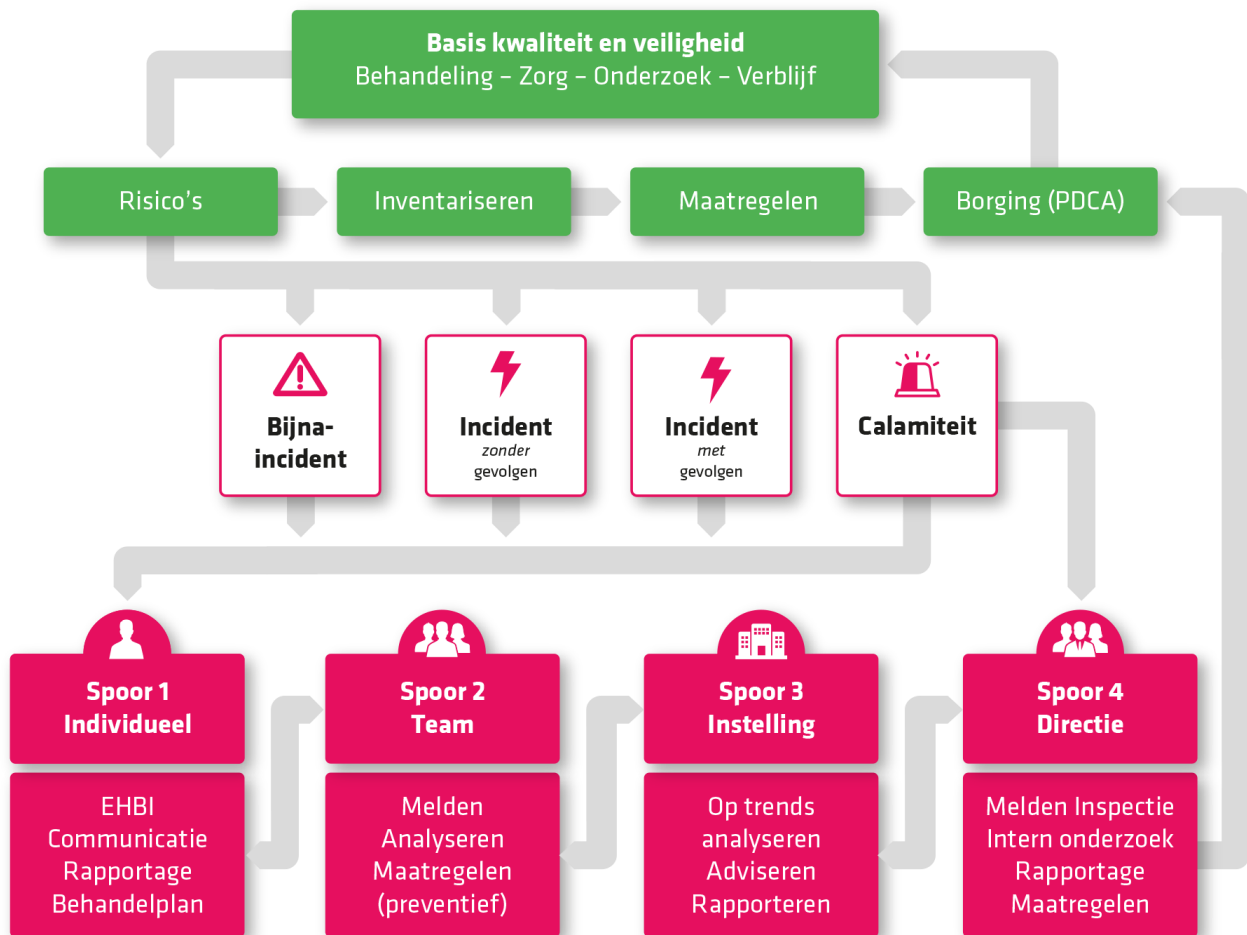 Basis kwaliteit en veiligheid
Behandeling – Zorg – Onderzoek – Verblijf
Risico’s
Inventariseren
Maatregelen
Borging (PDCA)
Bijna-
incident
Incident
zonder
gevolgen
Incident
met
gevolgen
Calamiteit
Spoor 1
Individueel
EHBI
Communicatie
Rapportage
Behandelplan
Spoor 2
Team
Melden
Analyseren
Maatregelen
(preventief)
Spoor 3
Instelling
Op trends
analyseren
Adviseren
Rapporteren
Spoor 4
Directie
Melden Inspectie
Intern onderzoek
Rapportage
Maatregelen